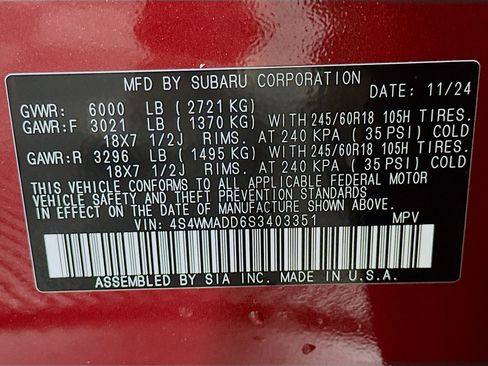 MFD BY SUBARU CORPORATION
DATE: 11/24
GVWR: 6000 LB (2721 KG)
GAWR:F 3021 LB (1370 KG) WITH 245/60R18 105H TIRES.
18X7 1/2J RIMS. AT 240 KPA (35 PSI) COLD
GAWR:R 3296 LB (1495 KG) WITH 245/60R18 105H TIRES.
18X7 1/2J RIMS. AT 240 KPA (35 PSI) COLD
THIS VEHICLE CONFORMS TO ALL APPLICABLE FEDERAL MOTOR
VEHICLE SAFETY AND THEFT PREVENTION STANDARDS
IN EFFECT ON THE DATE OF MANUFACTURE SHOWN ABOVE.
VIN: 4S4WMADD6S3403351 MPV
ASSEMBLED BY SIA INC. MADE IN U.S.A.